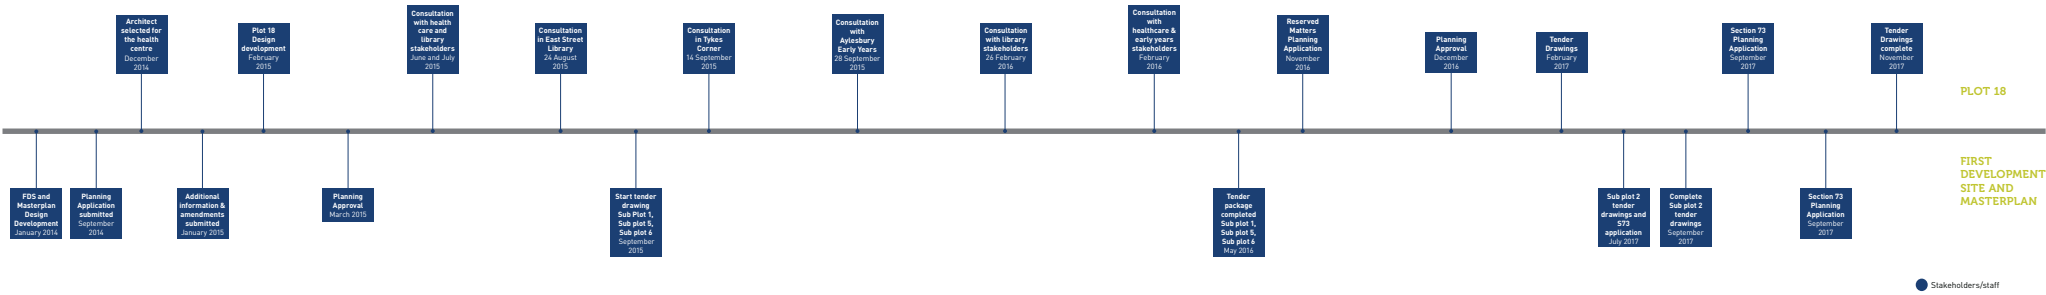 Architect
selected for
the health
centre
December
2014
Plot 18
Design
development
February
2015
Consultation
with health
care and
library
stakeholders
June and July
2015
Consultation
in East Street
Library
24 August
2015
Consultation
in Tykes
Corner
14 September
2015
Consultation
with
Aylesbury
Early Years
28 September
2015
Consultation
with library
stakeholders
26 February
2016
Consultation
with
healthcare &
early years
stakeholders
February
2016
Reserved
Matters
Planning
Application
November
2016
Planning
Approval
December
2016
Tender
Drawings
February
2017
Section 73
Planning
Application
September
2017
Tender
Drawings
complete
November
2017
PLOT 18
FDS and
Masterplan
Design
Development
January 2014
Planning
Application
submitted
September
2014
Additional
information &
amendments
submitted
January 2015
Planning
Approval
March 2015
Start tender
drawing
Sub Plot 1,
Sub plot 5,
Sub plot 6
September
2015
Tender
package
completed
Sub plot 1,
Sub plot 5,
Sub plot 6
May 2016
Sub plot 2
tender
drawings and
S73
application
July 2017
Complete
Sub plot 2
tender
drawings
September
2017
Section 73
Planning
Application
September
2017
FIRST
DEVELOPMENT
SITE AND
MASTERPLAN
Stakeholders/staff